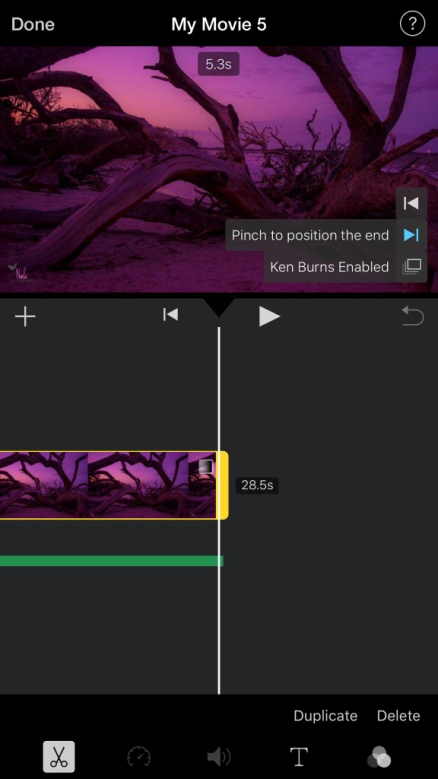 Done
My Movie 5
?
5.3s
Pinch to position the end
Ken Burns Enabled
28.5s
Duplicate
Delete
T